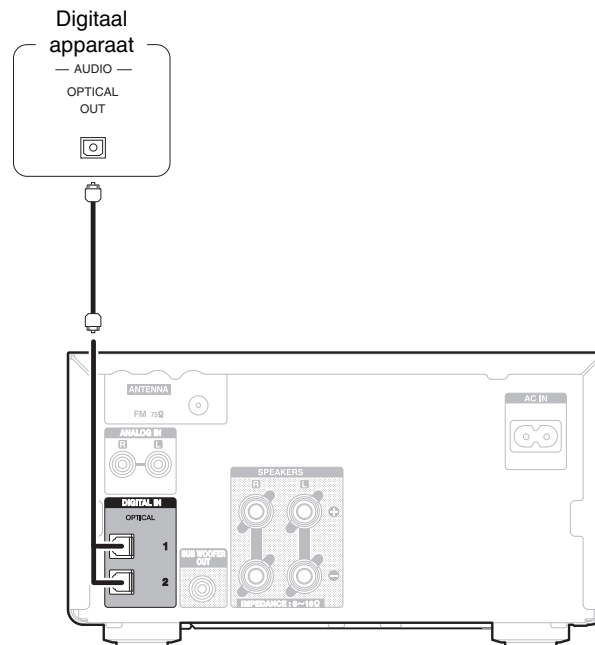 Digitaal
apparaat
AUDIO
OPTICAL
OUT
ANTENNA
FM 75Ω
AC IN
ANALOG IN
R L
SPEAKERS
R L
DIGITAL IN
OPTICAL
1
2
SUB WOOFER
OUT
+
−
IMPEDANCE : 6~16Ω